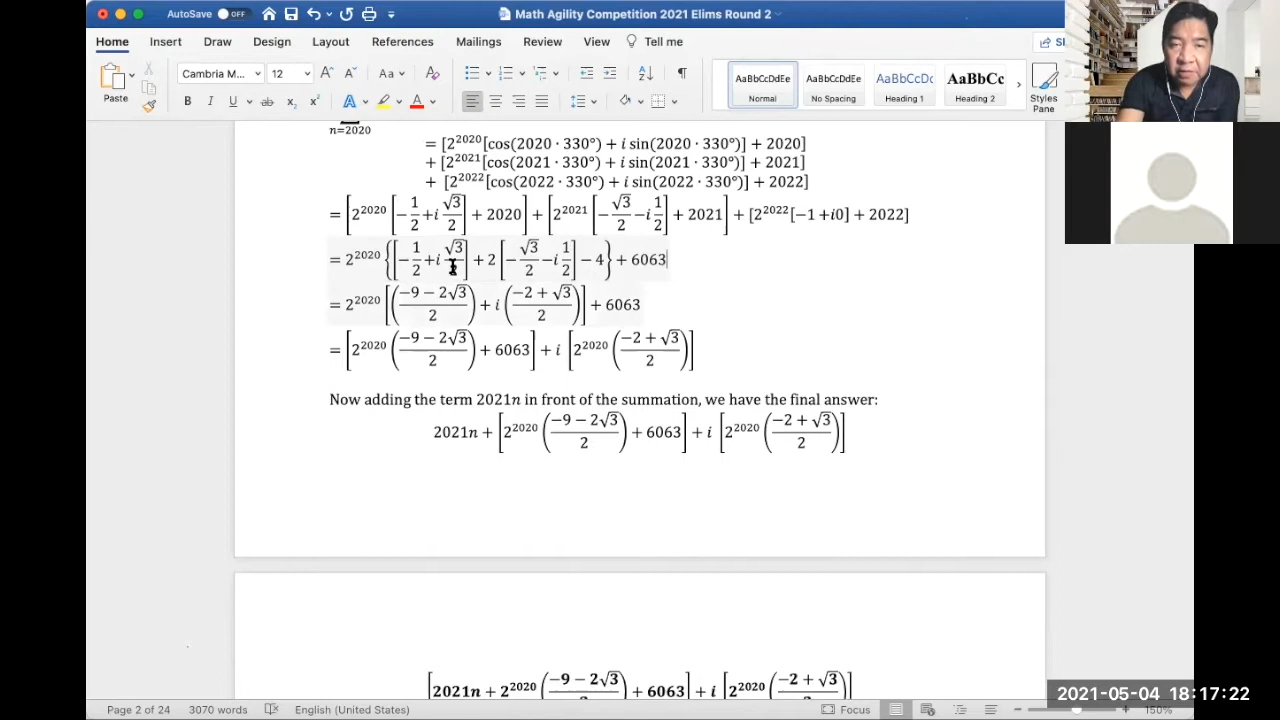 AutoSave OFF Math Agility Competition 2021 Elims Round 2
Home Insert Draw Design Layout References Mailings Review View Tell me
Paste Cambria M... 12 AaBbCcDdEe Normal AaBbCcDdEe No Spacing AaBbCcDc Heading 1 AaBbCc Heading 2 Styles Pane
n=2020
= [2^2020[cos(2020 · 330°) + i sin(2020 · 330°)] + 2020]
+ [2^2021[cos(2021 · 330°) + i sin(2021 · 330°)] + 2021]
+ [2^2022[cos(2022 · 330°) + i sin(2022 · 330°)] + 2022]
= [2^2020 [−1/2 +i √3/2] + 2020] + [2^2021 [−√3/2 −i 1/2] + 2021] + [2^2022[−1 +i0] + 2022]
= 2^2020 {[−1/2 +i √3/2] + 2 [−√3/2 −i 1/2] − 4} + 6063
= 2^2020 [((−9 − 2√3)/2) + i ((−2 + √3)/2)] + 6063
= [2^2020 ((−9 − 2√3)/2) + 6063] + i [2^2020 ((−2 + √3)/2)]
Now adding the term 2021n in front of the summation, we have the final answer:
2021n + [2^2020 ((−9 − 2√3)/2) + 6063] + i [2^2020 ((−2 + √3)/2)]
[2021n + 2^2020 ((−9 − 2√3)/2) + 6063] + i [2^2020 ((−2 + √3)/2)]
2021-05-04 18:17:22
Page 2 of 24 3070 words English (United States) Focus 150%